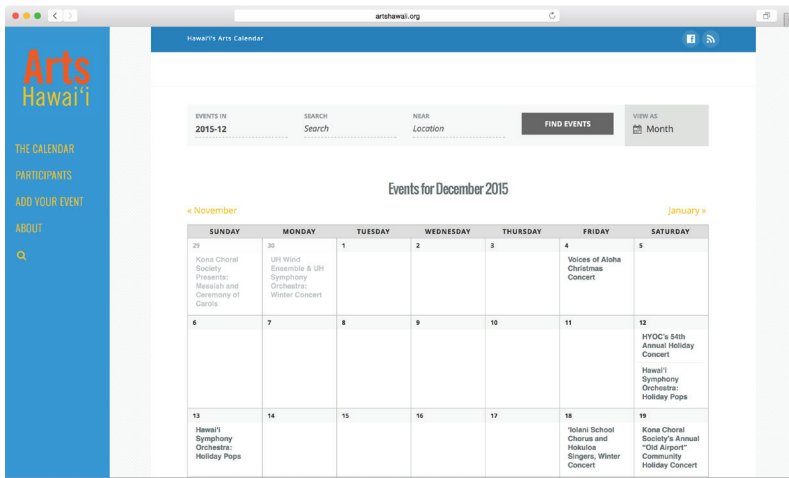 artshawaii.org
Hawai'i's Arts Calendar
Arts
Hawai'i
THE CALENDAR
PARTICIPANTS
ADD YOUR EVENT
ABOUT
EVENTS IN
2015-12
SEARCH
Search
NEAR
Location
FIND EVENTS
VIEW AS
Month
Events for December 2015
« November
January »
SUNDAY MONDAY TUESDAY WEDNESDAY THURSDAY FRIDAY SATURDAY
29
Kona Choral
Society
Presents:
Messiah and
Ceremony of
Carols
30
UH Wind
Ensemble & UH
Symphony
Orchestra:
Winter Concert
1
2
3
4
Voices of Aloha
Christmas
Concert
5
6
7
8
9
10
11
12
HYOC's 54th
Annual Holiday
Concert
Hawai'i
Symphony
Orchestra:
Holiday Pops
13
Hawai'i
Symphony
Orchestra:
Holiday Pops
14
15
16
17
18
'Iolani School
Chorus and
Hokuloa
Singers, Winter
Concert
19
Kona Choral
Society's Annual
"Old Airport"
Community
Holiday Concert